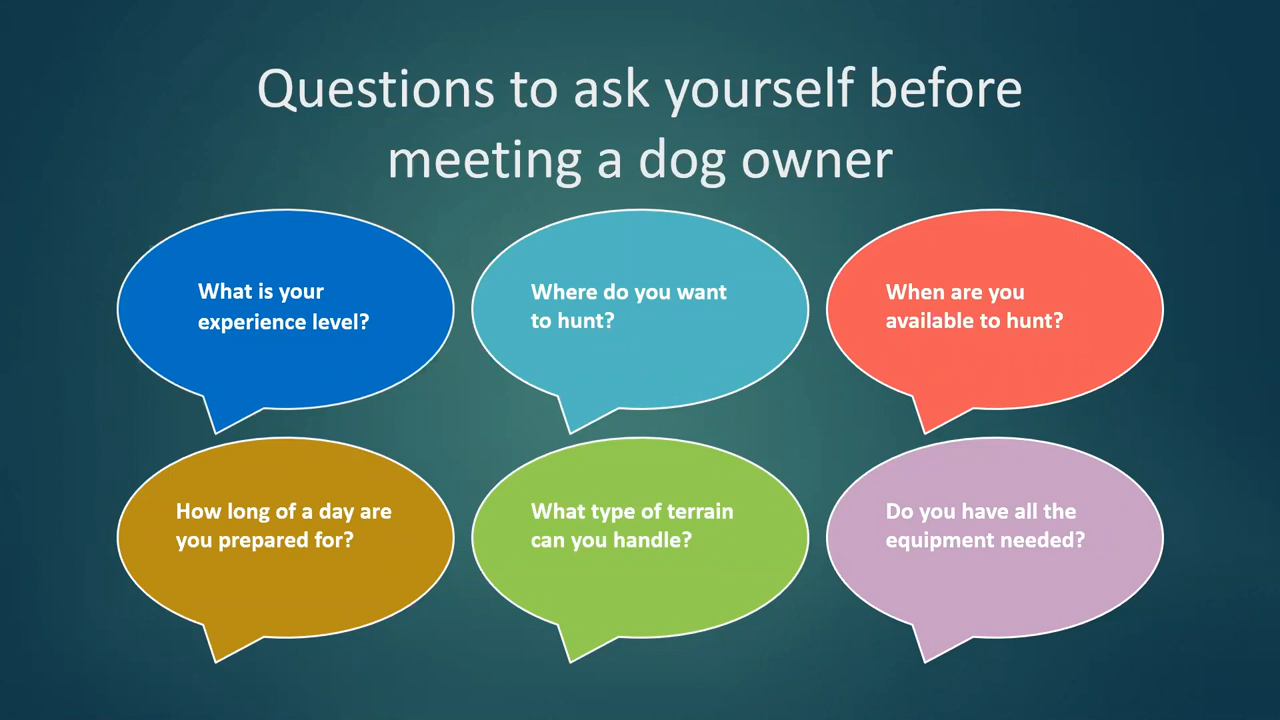 Questions to ask yourself before
meeting a dog owner
What is your
experience level?
Where do you want
to hunt?
When are you
available to hunt?
How long of a day are
you prepared for?
What type of terrain
can you handle?
Do you have all the
equipment needed?